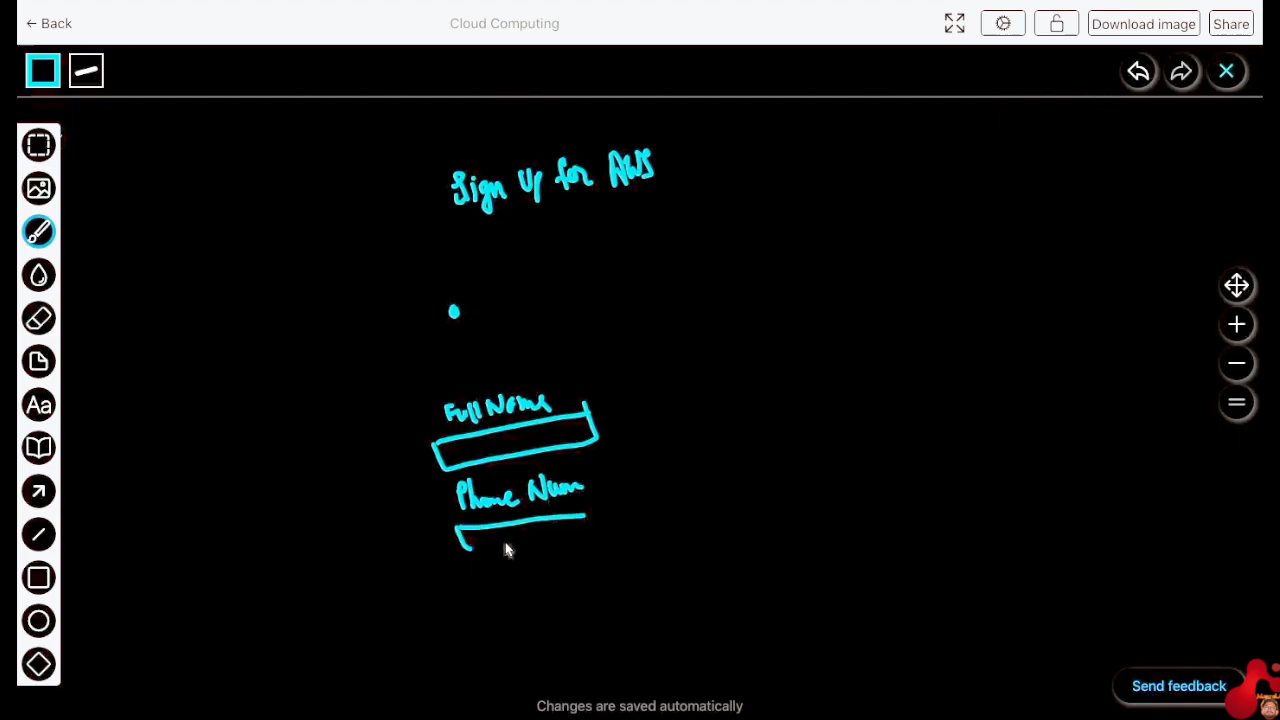 ← Back
Cloud Computing
Download image
Share
Sign Up for AWS
Full Name
Phone Num
Aa
Send feedback
Changes are saved automatically